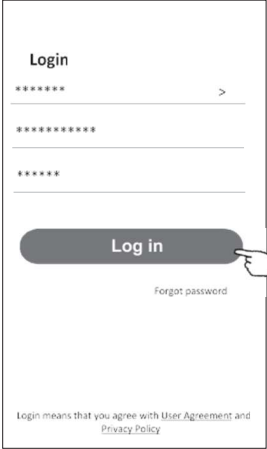 Login
******* >
***********
******
Log in
Forgot password
Login means that you agree with User Agreement and
Privacy Policy